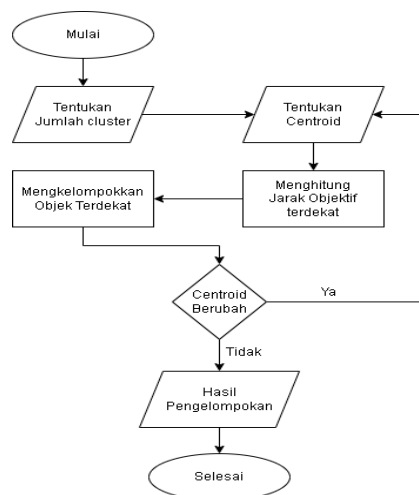 Mulai
Tentukan
Jumlah cluster
Tentukan
Centroid
Menghitung
Jarak Objektif
terdekat
Mengkelompokkan
Objek Terdekat
Centroid
Berubah
Ya
Tidak
Hasil
Pengelompokan
Selesai